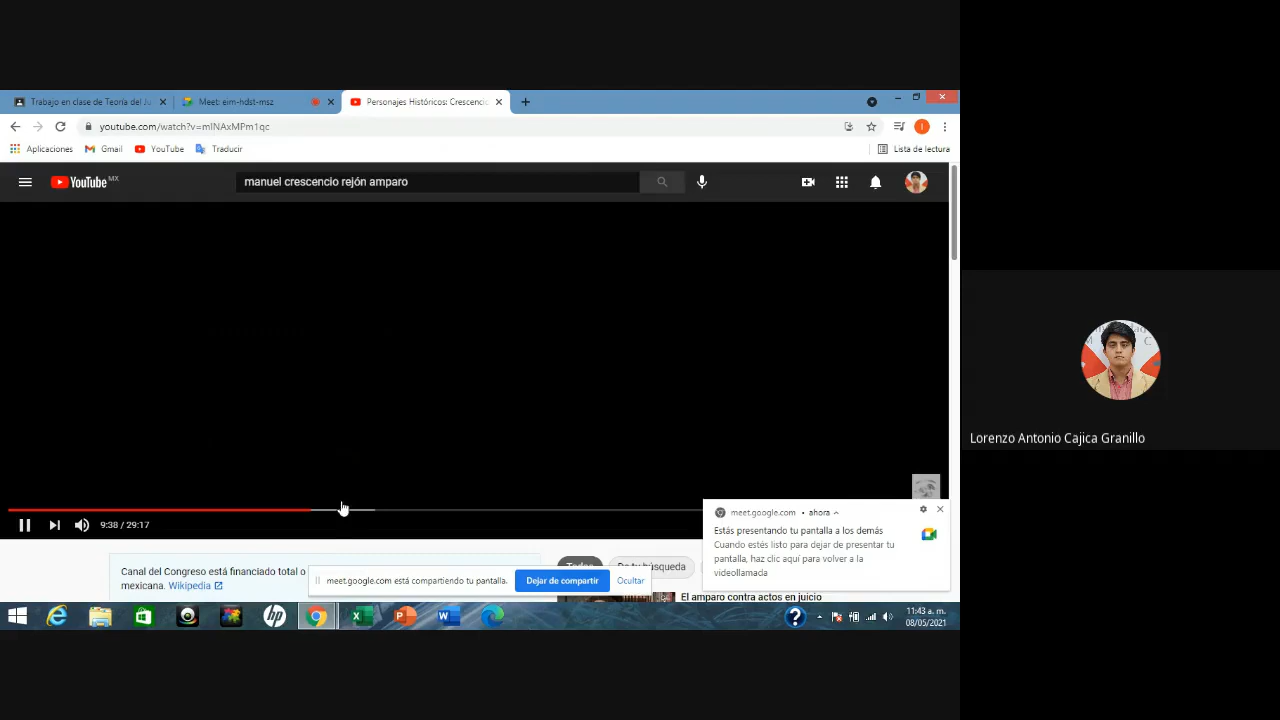 Trabajo en clase de Teoría del Ju
Meet: eim-hdst-msz
Personajes Históricos: Crescenci
youtube.com/watch?v=mINAxMPm1qc
Aplicaciones
Gmail
YouTube
Traducir
Lista de lectura
YouTube MX
manuel crescencio rejón amparo
9:38 / 29:17
meet.google.com • ahora
Estás presentando tu pantalla a los demás
Cuando estés listo para dejar de presentar tu
pantalla, haz clic aquí para volver a la
videollamada
Canal del Congreso está financiado total o
mexicana. Wikipedia
búsqueda
meet.google.com está compartiendo tu pantalla.
Dejar de compartir
Ocultar
El amparo contra actos en juicio
11:43 a. m.
08/05/2021
Lorenzo Antonio Cajica Granillo